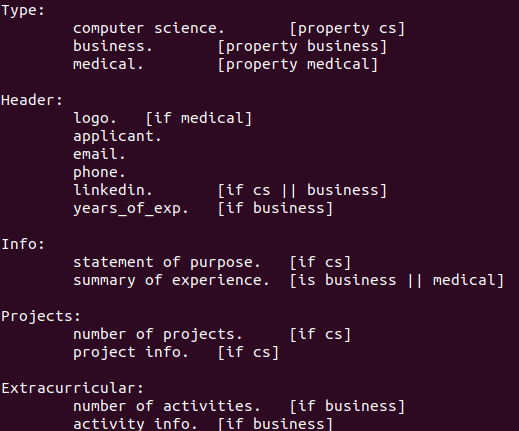 Type:
computer science. [property cs]
business. [property business]
medical. [property medical]
Header:
logo. [if medical]
applicant.
email.
phone.
linkedin. [if cs || business]
years_of_exp. [if business]
Info:
statement of purpose. [if cs]
summary of experience. [is business || medical]
Projects:
number of projects. [if cs]
project info. [if cs]
Extracurricular:
number of activities. [if business]
activity info. [if business]